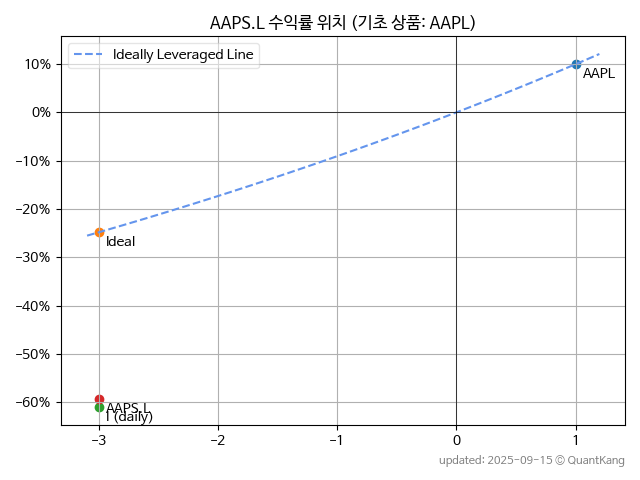 AAPS.L 수익률 위치 (기초 상품: AAPL)
Ideally Leveraged Line
10%
0%
-10%
-20%
-30%
-40%
-50%
-60%
AAPL
Ideal
AAPS.L
l (daily)
-3
-2
-1
0
1
updated: 2025-09-15 © QuantKang